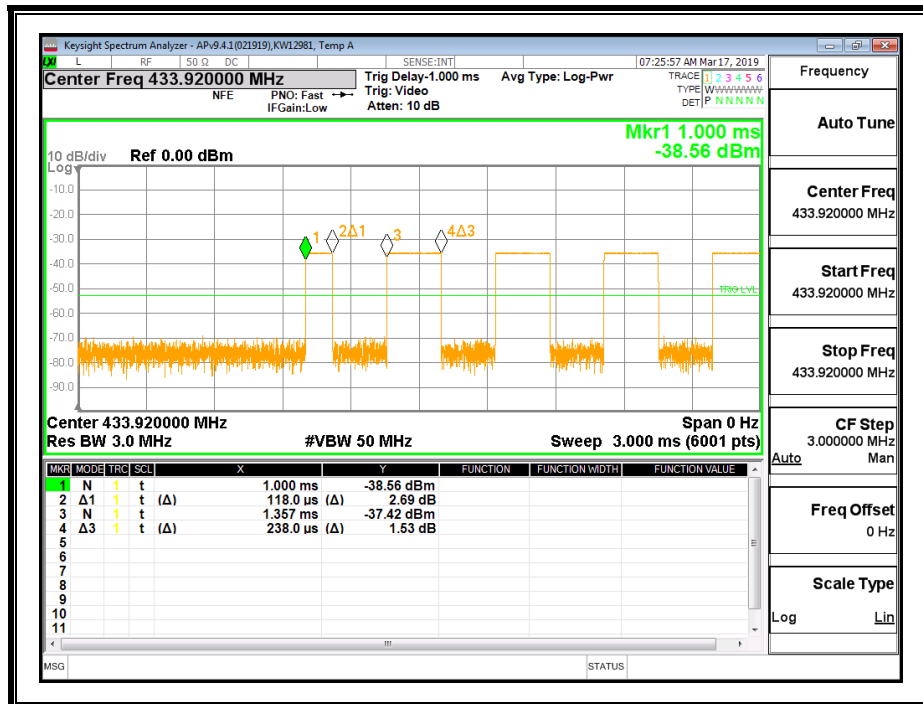 Keysight Spectrum Analyzer - APv9.4.1(021919),KW12981, Temp A
LXI L RF 50 Ω DC SENSE:INT 07:25:57 AM Mar 17, 2019
Center Freq 433.920000 MHz
NFE
PNO: Fast
IFGain:Low
Trig Delay-1.000 ms
Trig: Video
Atten: 10 dB
Avg Type: Log-Pwr
TRACE 1 2 3 4 5 6
TYPE WWWWWWW
DET P N N N N N
Mkr1 1.000 ms
-38.56 dBm
10 dB/div Ref 0.00 dBm
Log
-10.0
-20.0
-30.0
-40.0
-50.0
-60.0
-70.0
-80.0
-90.0
1 2Δ1 3 4Δ3
TRIG LVL
Center 433.920000 MHz Span 0 Hz
Res BW 3.0 MHz #VBW 50 MHz Sweep 3.000 ms (6001 pts)
MKR MODE TRC SCL X Y FUNCTION FUNCTION WIDTH FUNCTION VALUE
1 N 1 t 1.000 ms -38.56 dBm
2 Δ1 1 t (Δ) 118.0 µs (Δ) 2.69 dB
3 N 1 t 1.357 ms -37.42 dBm
4 Δ3 1 t (Δ) 238.0 µs (Δ) 1.53 dB
5
6
7
8
9
10
11
MSG STATUS
Frequency
Auto Tune
Center Freq
433.920000 MHz
Start Freq
433.920000 MHz
Stop Freq
433.920000 MHz
CF Step
3.000000 MHz
Auto Man
Freq Offset
0 Hz
Scale Type
Log Lin